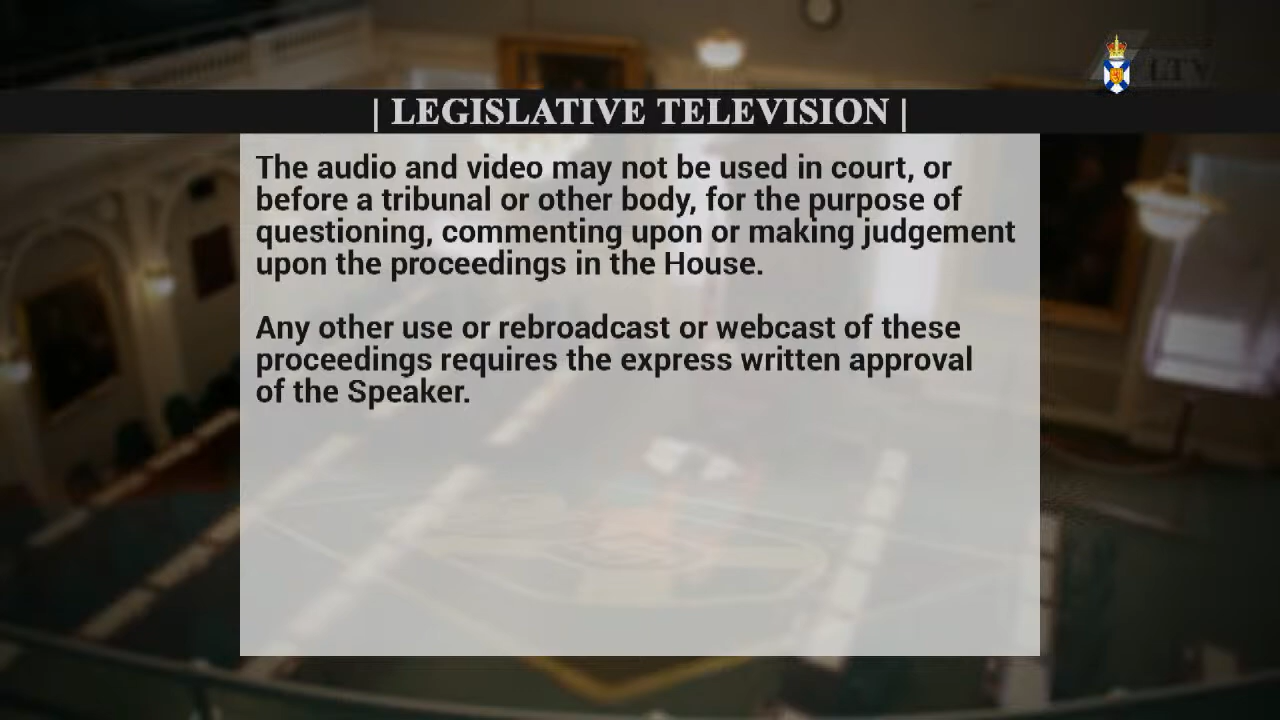 LTV
| LEGISLATIVE TELEVISION |
The audio and video may not be used in court, or
before a tribunal or other body, for the purpose of
questioning, commenting upon or making judgement
upon the proceedings in the House.
Any other use or rebroadcast or webcast of these
proceedings requires the express written approval
of the Speaker.